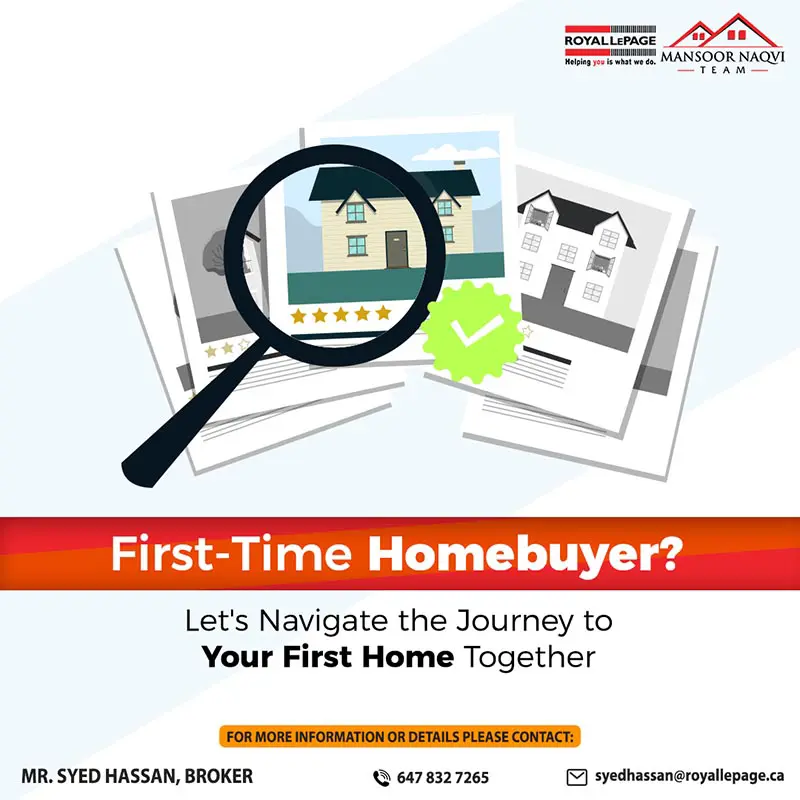 ROYAL LEPAGE
Helping you is what we do.
MANSOOR NAQVI
TEAM
First-Time Homebuyer?
Let's Navigate the Journey to
Your First Home Together
FOR MORE INFORMATION OR DETAILS PLEASE CONTACT:
MR. SYED HASSAN, BROKER
647 832 7265
syedhassan@royallepage.ca